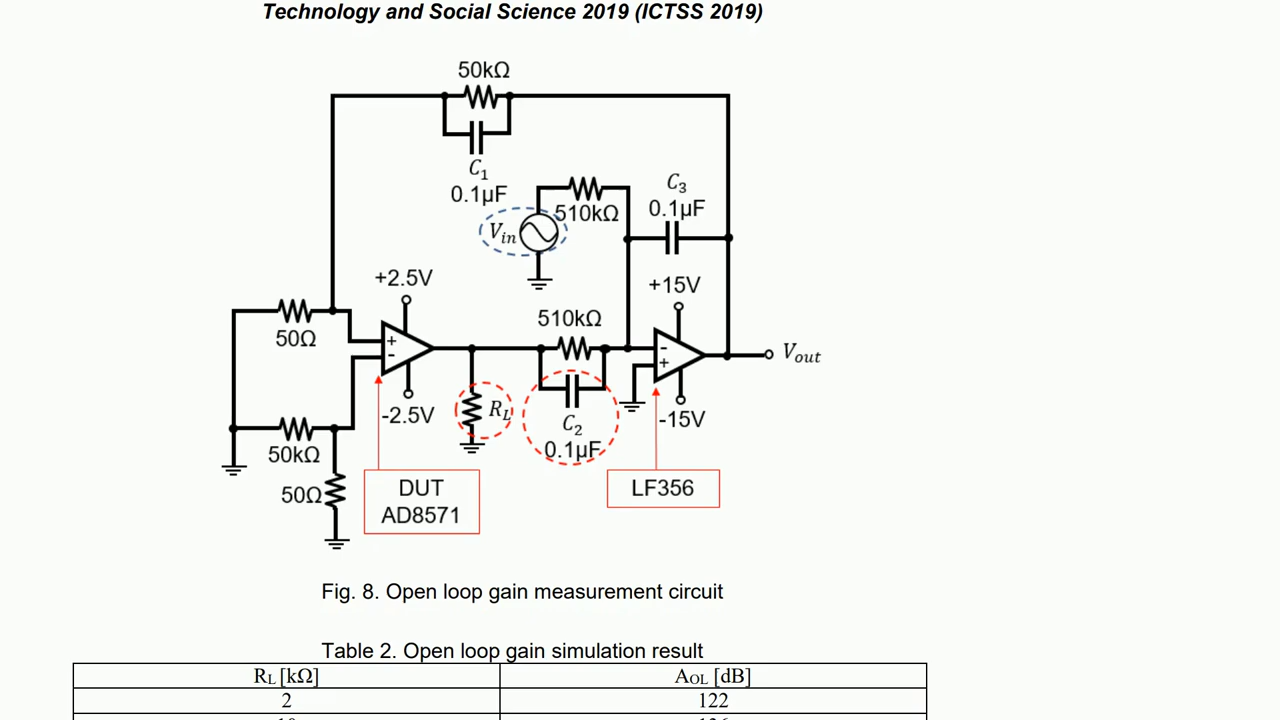 Technology and Social Science 2019 (ICTSS 2019)
50kΩ
C₁
0.1µF
510kΩ
C₃
0.1µF
Vin
+2.5V
+15V
50Ω
510kΩ
+
-
-
+
Vout
-2.5V
RL
C₂
0.1µF
-15V
50kΩ
50Ω
DUT
AD8571
LF356
Fig. 8. Open loop gain measurement circuit
Table 2. Open loop gain simulation result
RL [kΩ] AOL [dB]
2 122